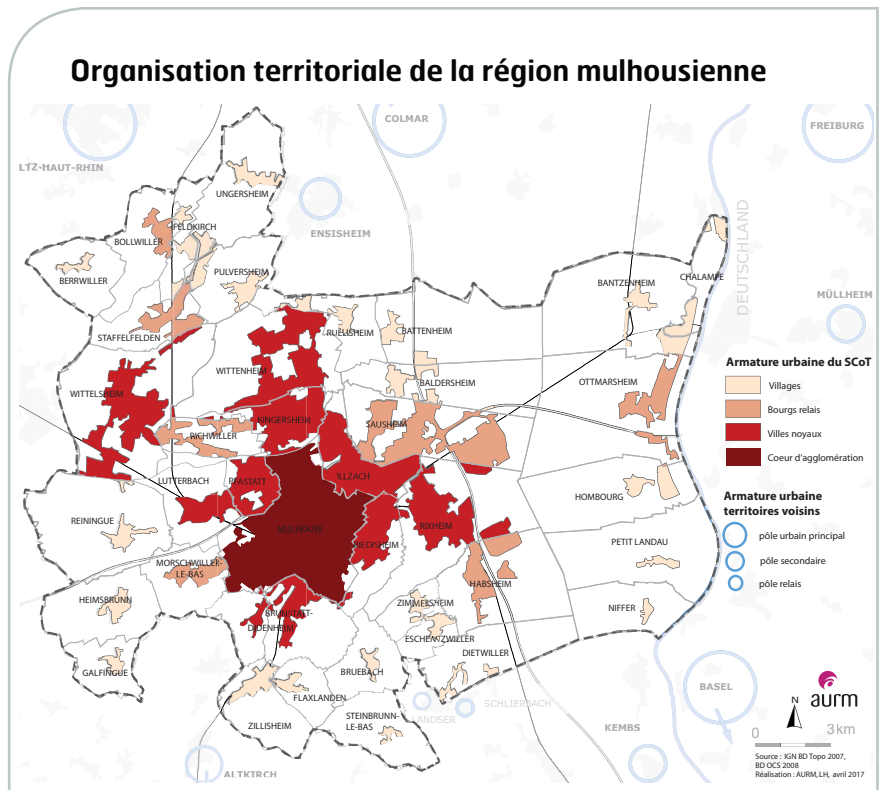 Organisation territoriale de la région mulhousienne
COLMAR
FREIBURG
LTZ-HAUT-RHIN
UNGERSHEIM
FELDKIRCH
ENSISHEIM
BOLLWILLER
DEUTSCHLAND
PULVERSHEIM
BERRWILLER
BANTZENHEIM
CHALAMPE
MÜLLHEIM
STAFFELFELDEN
RUELISHEIM
BATTENHEIM
WITTENHEIM
BALDERSHEIM
OTTMARSHEIM
WITTELSHEIM
KINGERSHEIM
SAUSHEIM
RICHWILLER
LUTTERBACH
PFASTATT
ILLZACH
HOMBOURG
REININGUE
MULHOUSE
RIXHEIM
RIEDISHEIM
PETIT LANDAU
MORSCHWILLER-
LE-BAS
HABSHEIM
HEIMSBRUNN
ZIMMERSHEIM
NIFFER
BRUNSTATT-
DIDENHEIM
ESCHENTZWILLER
DIETWILLER
GALFINGUE
BRUEBACH
FLAXLANDEN
STEINBRUNN-
LE-BAS
ZILLISHEIM
LANDSER
SCHLIERBACH
BASEL
KEMBS
ALTKIRCH
Armature urbaine du SCoT
Villages
Bourgs relais
Villes noyaux
Coeur d'agglomération
Armature urbaine
territoires voisins
pôle urbain principal
pôle secondaire
pôle relais
aurm
N
0 3 km
Source : IGN BD Topo 2007,
BD OCS 2008
Réalisation : AURM, LH, avril 2017